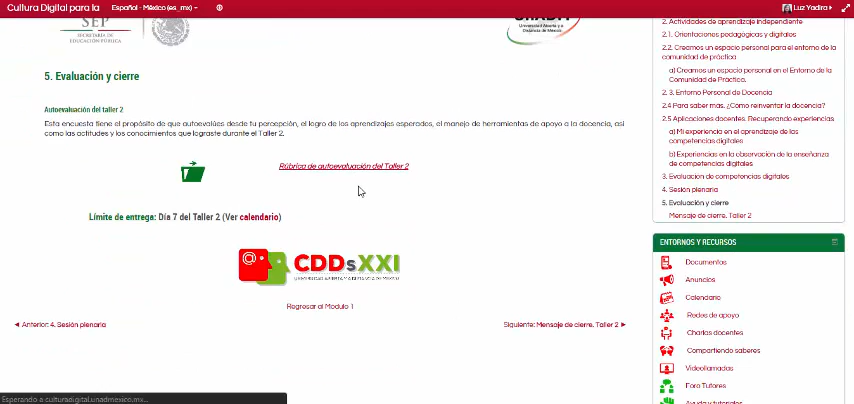 Cultura Digital para la
Español - México (es_mx)
Luz Yadira
SEP
SECRETARÍA DE
EDUCACIÓN PÚBLICA
Universidad Abierta y a
Distancia de México
5. Evaluación y cierre
Autoevaluación del taller 2
Esta encuesta tiene el propósito de que autoevalúes desde tu percepción, el logro de los aprendizajes esperados, el manejo de herramientas de apoyo a la docencia, así
como las actitudes y los conocimientos que lograste durante el Taller 2.
Rúbrica de autoevaluación del Taller 2
Límite de entrega: Día 7 del Taller 2 (Ver calendario)
CDDsXXI
UNIVERSIDAD ABIERTA Y A DISTANCIA DE MÉXICO
Regresar al Modulo 1
◄ Anterior: 4. Sesión plenaria
Siguiente: Mensaje de cierre. Taller 2 ►
Esperando a culturadigital.unadmexico.mx...
2. Actividades de aprendizaje independiente
2.1. Orientaciones pedagógicas y digitales
2.2. Creamos un espacio personal para el entorno de la
comunidad de práctica
a) Creamos un espacio personal en el Entorno de la
Comunidad de Práctica.
2. 3. Entorno Personal de Docencia
2.4 Para saber más. ¿Cómo reinventar la docencia?
2.5 Aplicaciones docentes. Recuperando experiencias
a) Mi experiencia en el aprendizaje de las
competencias digitales
b) Experiencias en la observación de la enseñanza
de competencias digitales
3. Evaluación de competencias digitales
4. Sesión plenaria
5. Evaluación y cierre
Mensaje de cierre. Taller 2
ENTORNOS Y RECURSOS
Documentos
Anuncios
Calendario
Redes de apoyo
Charlas docentes
Compartiendo saberes
Videollamadas
Foro Tutores
Ayuda y tutoriales